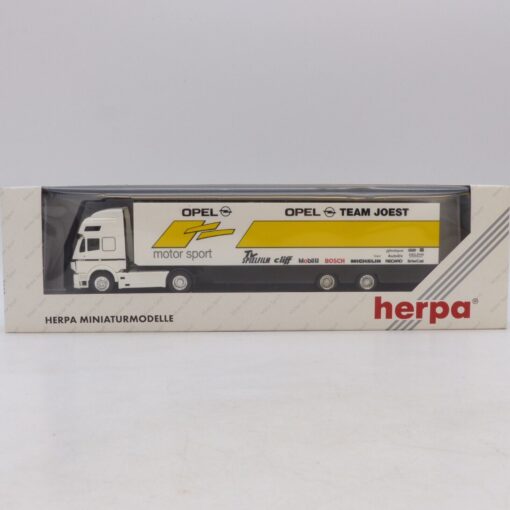 OPEL OPEL TEAM JOEST
motor sport
TV SPIELFILM cliff Mobil BOSCH MICHELIN RECARO
HERPA MINIATURMODELLE
herpa